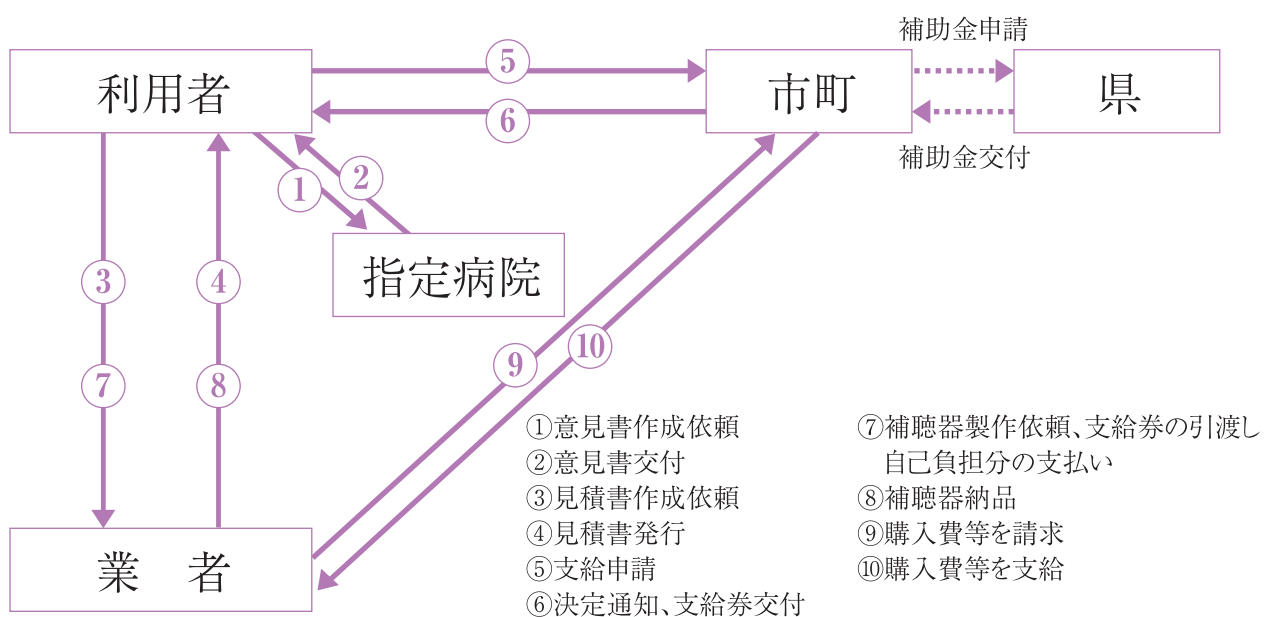 補助金申請
利用者
⑤
市町
県
⑥
補助金交付
①
②
指定病院
③
④
⑨
⑩
⑦
⑧
業　者
①意見書作成依頼
②意見書交付
③見積書作成依頼
④見積書発行
⑤支給申請
⑥決定通知、支給券交付
⑦補聴器製作依頼、支給券の引渡し
自己負担分の支払い
⑧補聴器納品
⑨購入費等を請求
⑩購入費等を支給